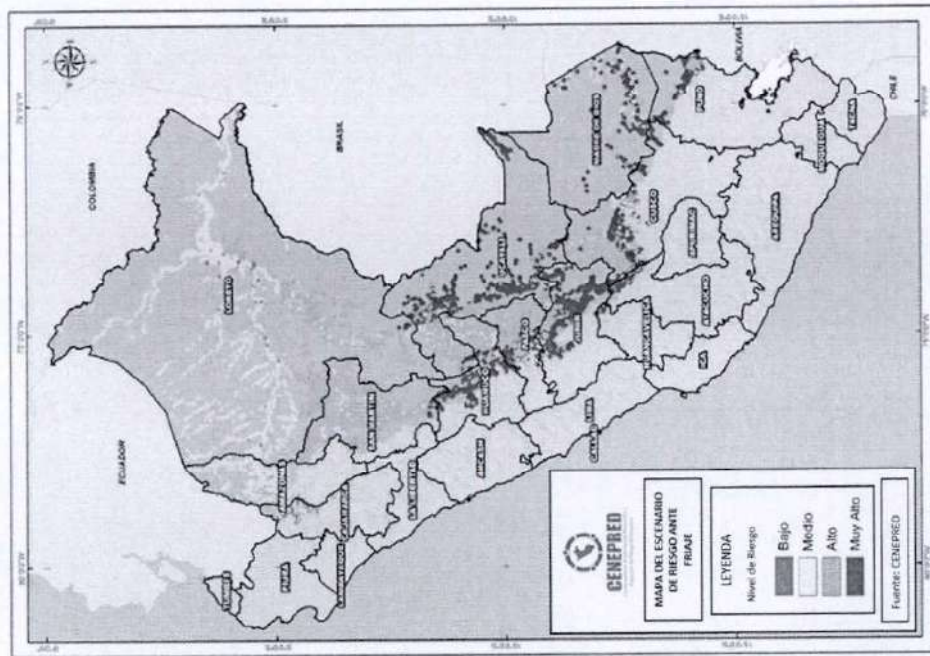 COLOMBIA
ECUADOR
BRASIL
BOLIVIA
CHILE
LORETO
TUMBES
PIURA
LAMBAYEQUE
CAJAMARCA
AMAZONAS
SAN MARTIN
LA LIBERTAD
ANCASH
HUANUCO
UCAYALI
PASCO
JUNIN
LIMA
CALLAO
HUANCAVELICA
ICA
AYACUCHO
APURIMAC
CUSCO
MADRE DE DIOS
PUNO
AREQUIPA
MOQUEGUA
TACNA
CENEPRED
MAPA DEL ESCENARIO
DE RIESGO ANTE
FRIAJE
LEYENDA
Nivel de Riesgo
Bajo
Medio
Alto
Muy Alto
Fuente: CENEPRED